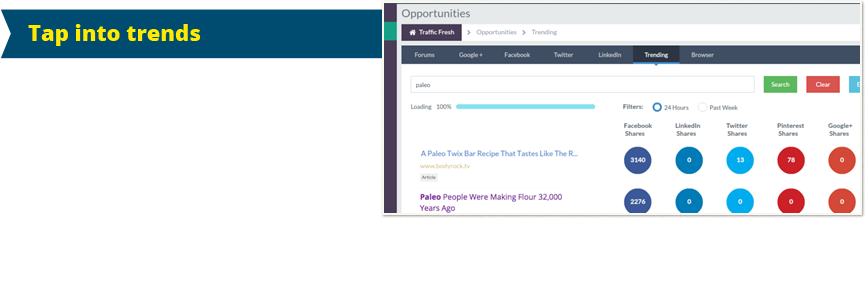 Tap into trends
Opportunities
Traffic Fresh > Opportunities > Trending
Forums Google + Facebook Twitter LinkedIn Trending Browser
paleo Search Clear E
Loading 100% Filters: 24 Hours Past Week
Facebook Shares LinkedIn Shares Twitter Shares Pinterest Shares Google+ Shares
A Paleo Twix Bar Recipe That Tastes Like The R... 3140 0 13 78 0
www.bodyrock.tv
Article
Paleo People Were Making Flour 32,000
Years Ago 2276 0 0 0 0